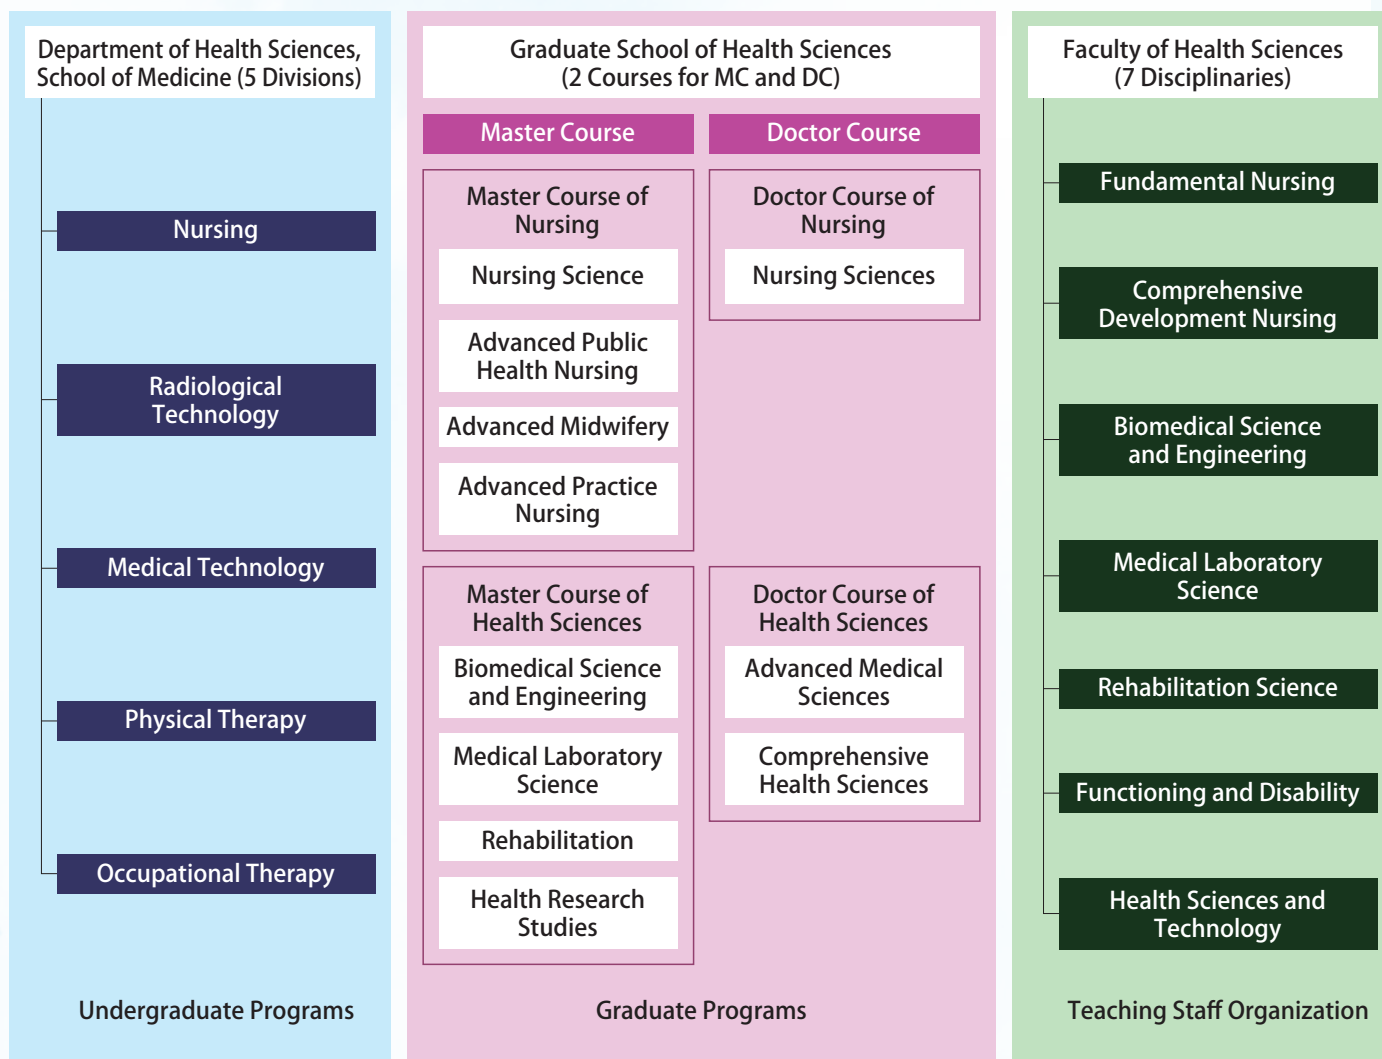 Department of Health Sciences,
School of Medicine (5 Divisions)
Nursing
Radiological
Technology
Medical Technology
Physical Therapy
Occupational Therapy
Undergraduate Programs
Graduate School of Health Sciences
(2 Courses for MC and DC)
Master Course
Master Course of
Nursing
Nursing Science
Advanced Public
Health Nursing
Advanced Midwifery
Advanced Practice
Nursing
Master Course of
Health Sciences
Biomedical Science
and Engineering
Medical Laboratory
Science
Rehabilitation
Health Research
Studies
Doctor Course
Doctor Course of
Nursing
Nursing Sciences
Doctor Course of
Health Sciences
Advanced Medical
Sciences
Comprehensive
Health Sciences
Graduate Programs
Faculty of Health Sciences
(7 Disciplinaries)
Fundamental Nursing
Comprehensive
Development Nursing
Biomedical Science
and Engineering
Medical Laboratory
Science
Rehabilitation Science
Functioning and Disability
Health Sciences and
Technology
Teaching Staff Organization